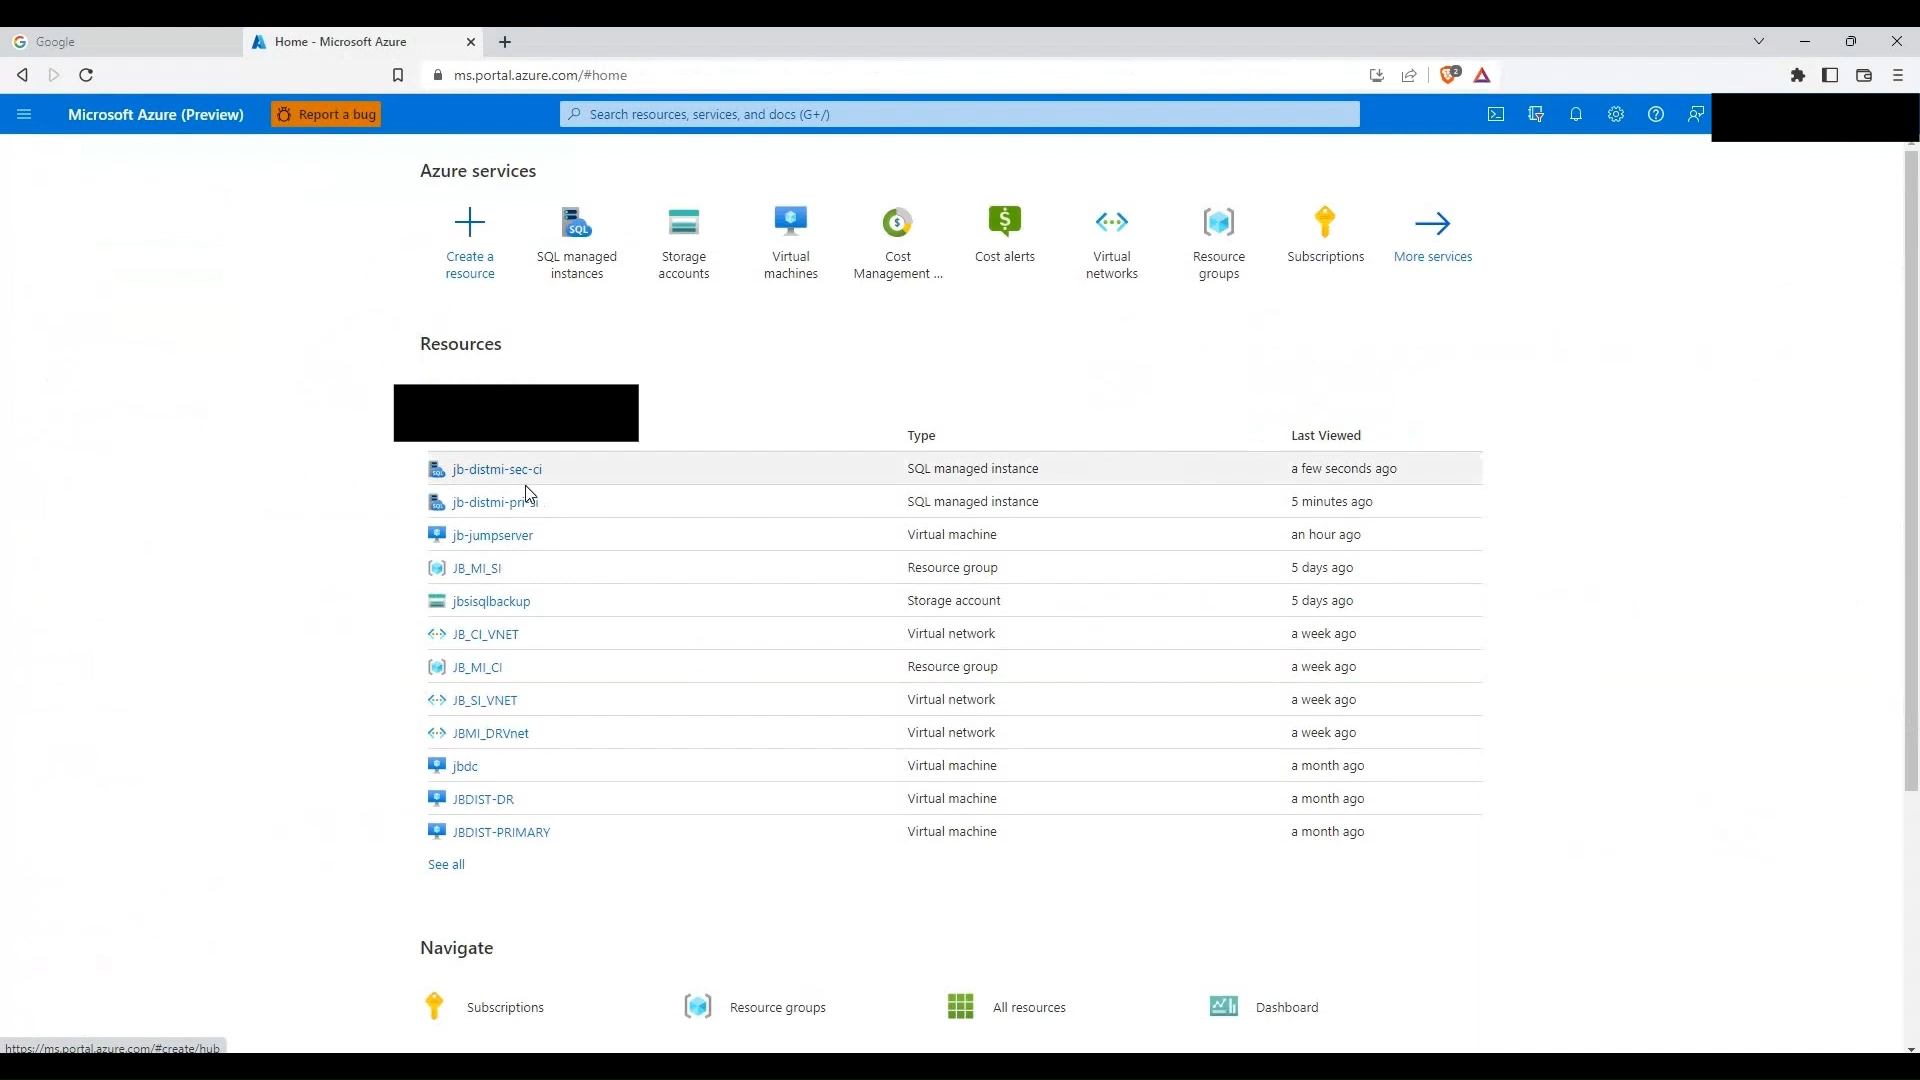 Google
Home - Microsoft Azure
ms.portal.azure.com/#home
2
Microsoft Azure (Preview)
Report a bug
Search resources, services, and docs (G+/)
Azure services
Create a
resource
SQL
SQL managed
instances
Storage
accounts
Virtual
machines
Cost
Management ...
Cost alerts
Virtual
networks
Resource
groups
Subscriptions
More services
Resources
Type Last Viewed
jb-distmi-sec-ci SQL managed instance a few seconds ago
jb-distmi-pri-si SQL managed instance 5 minutes ago
jb-jumpserver Virtual machine an hour ago
JB_MI_SI Resource group 5 days ago
jbsisqlbackup Storage account 5 days ago
JB_CI_VNET Virtual network a week ago
JB_MI_CI Resource group a week ago
JB_SI_VNET Virtual network a week ago
JBMI_DRVnet Virtual network a week ago
jbdc Virtual machine a month ago
JBDIST-DR Virtual machine a month ago
JBDIST-PRIMARY Virtual machine a month ago
See all
Navigate
Subscriptions
Resource groups
All resources
Dashboard
https://ms.portal.azure.com/#create/hub